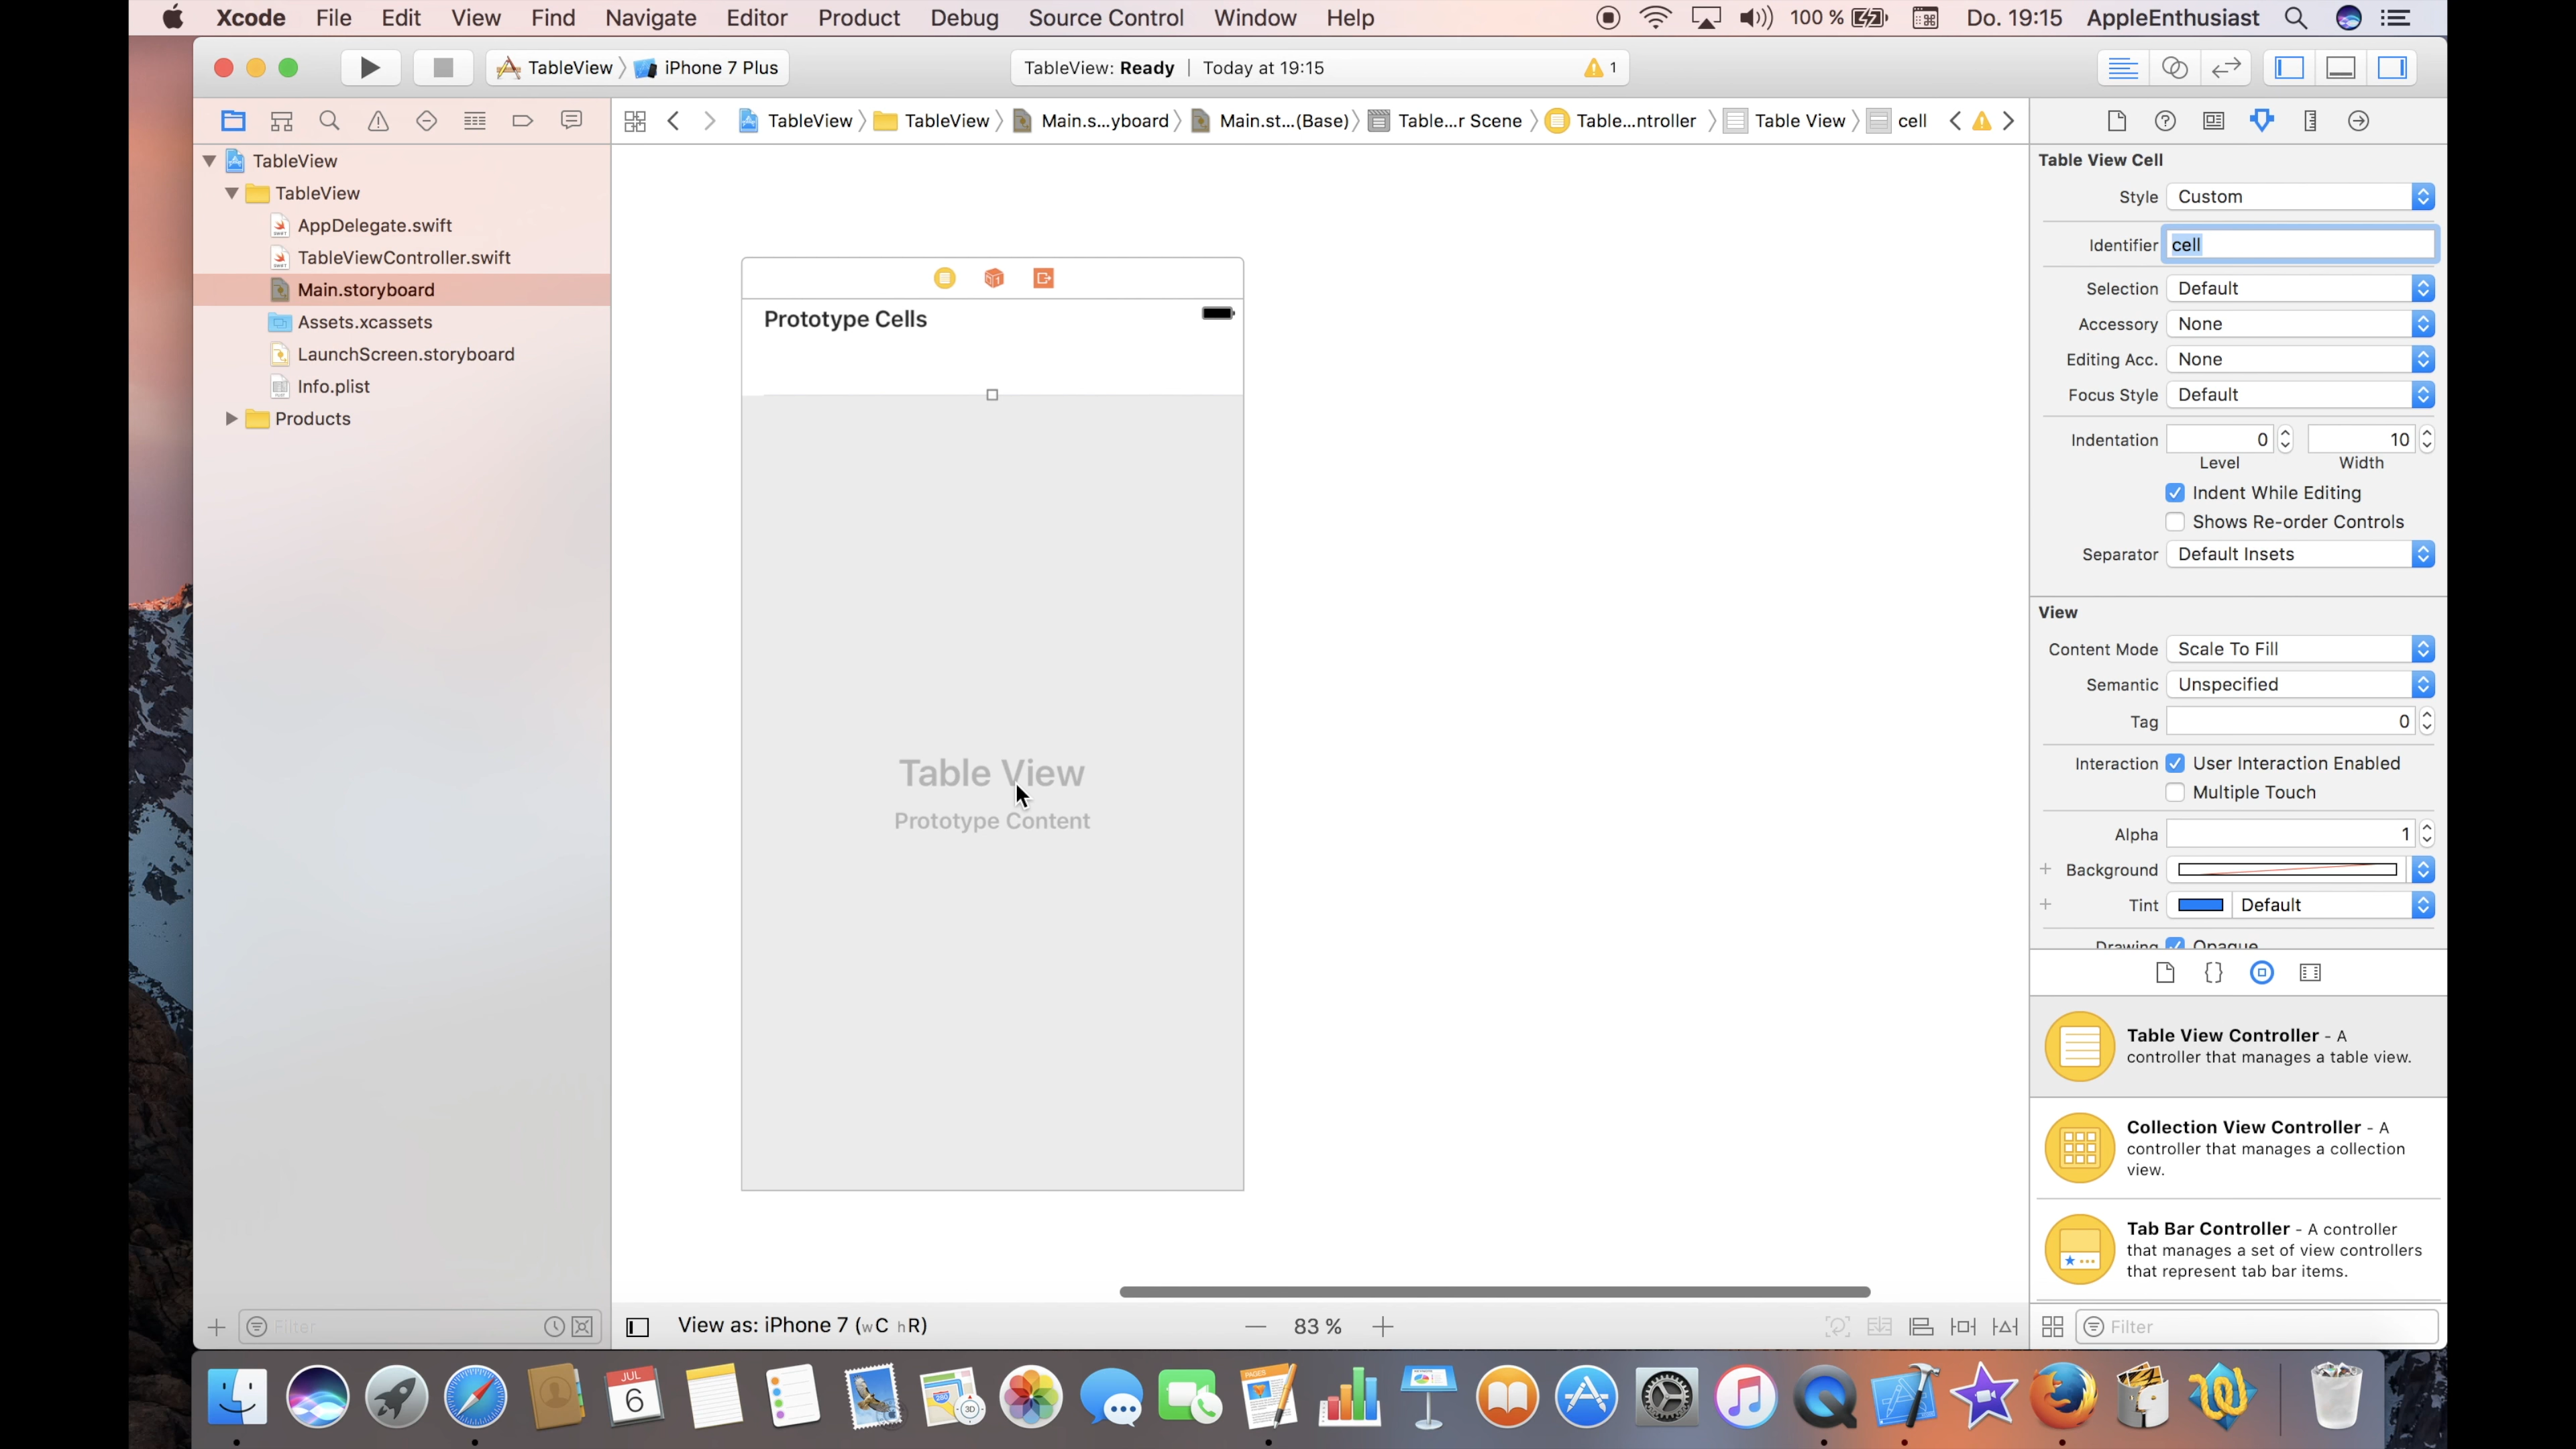 Xcode File Edit View Find Navigate Editor Product Debug Source Control Window Help 100 % Do. 19:15 AppleEnthusiast
TableView iPhone 7 Plus TableView: Ready | Today at 19:15 1
TableView TableView Main.s...yboard Main.st...(Base) Table...r Scene Table...ntroller Table View cell
TableView
TableView
AppDelegate.swift
TableViewController.swift
Main.storyboard
Assets.xcassets
LaunchScreen.storyboard
Info.plist
Products
Filter
Prototype Cells
Table View
Prototype Content
View as: iPhone 7 (wC hR) 83 %
Table View Cell
Style Custom
Identifier cell
Selection Default
Accessory None
Editing Acc. None
Focus Style Default
Indentation 0 10
Level Width
Indent While Editing
Shows Re-order Controls
Separator Default Insets
View
Content Mode Scale To Fill
Semantic Unspecified
Tag 0
Interaction User Interaction Enabled
Multiple Touch
Alpha 1
Background
Tint Default
Drawing Opaque
Table View Controller - A
controller that manages a table view.
Collection View Controller - A
controller that manages a collection
view.
Tab Bar Controller - A controller
that manages a set of view controllers
that represent tab bar items.
Filter
JUL
6
3D
PAGES